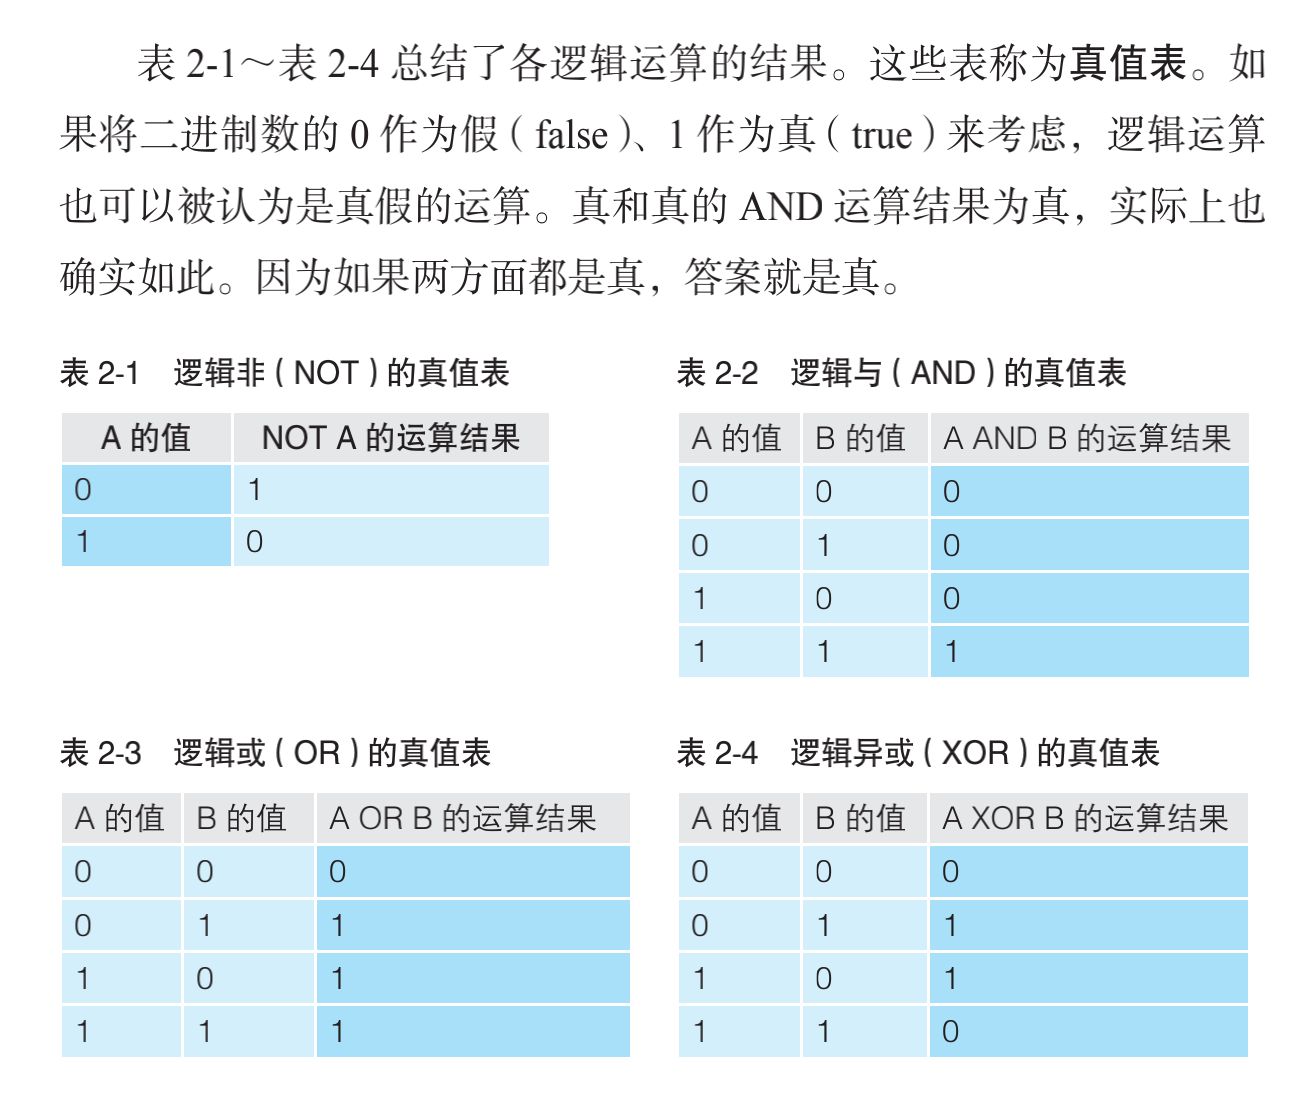 表 2-1～表 2-4 总结了各逻辑运算的结果。这些表称为真值表。如
果将二进制数的 0 作为假（false）、1 作为真（true）来考虑，逻辑运算
也可以被认为是真假的运算。真和真的 AND 运算结果为真，实际上也
确实如此。因为如果两方面都是真，答案就是真。
表 2-1 逻辑非（NOT）的真值表
A 的值 NOT A 的运算结果
0 1
1 0
表 2-2 逻辑与（AND）的真值表
A 的值 B 的值 A AND B 的运算结果
0 0 0
0 1 0
1 0 0
1 1 1
表 2-3 逻辑或（OR）的真值表
A 的值 B 的值 A OR B 的运算结果
0 0 0
0 1 1
1 0 1
1 1 1
表 2-4 逻辑异或（XOR）的真值表
A 的值 B 的值 A XOR B 的运算结果
0 0 0
0 1 1
1 0 1
1 1 0